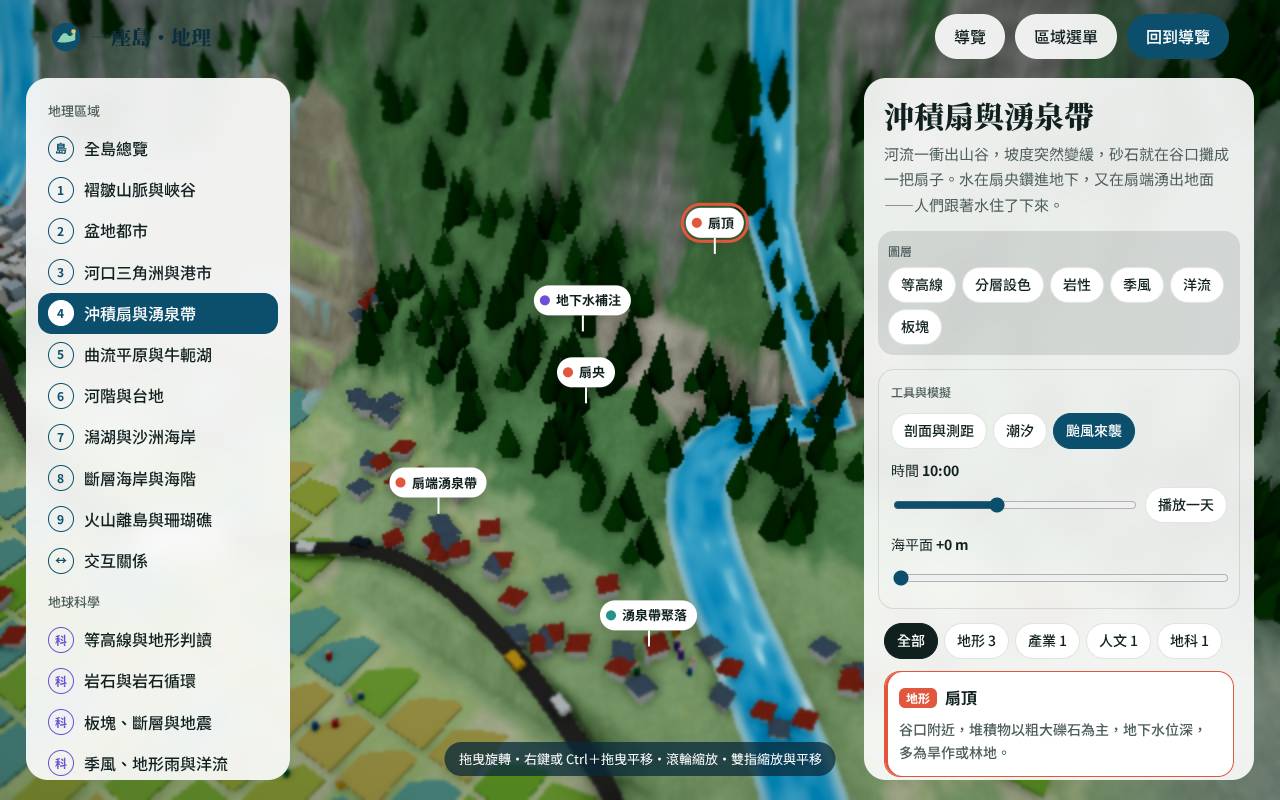 一座島・地理
導覽
區域選單
回到導覽
地理區域
島 全島總覽
1 褶皺山脈與峽谷
2 盆地都市
3 河口三角洲與港市
4 沖積扇與湧泉帶
5 曲流平原與牛軛湖
6 河階與台地
7 潟湖與沙洲海岸
8 斷層海岸與海階
9 火山離島與珊瑚礁
↔ 交互關係
地球科學
科 等高線與地形判讀
科 岩石與岩石循環
科 板塊、斷層與地震
科 季風、地形雨與洋流
扇頂
地下水補注
扇央
扇端湧泉帶
湧泉帶聚落
拖曳旋轉・右鍵或 Ctrl＋拖曳平移・滾輪縮放・雙指縮放與平移
沖積扇與湧泉帶
河流一衝出山谷，坡度突然變緩，砂石就在谷口攤成
一把扇子。水在扇央鑽進地下，又在扇端湧出地面
——人們跟著水住了下來。
圖層
等高線 分層設色 岩性 季風 洋流
板塊
工具與模擬
剖面與測距 潮汐 颱風來襲
時間 10:00
播放一天
海平面 +0 m
全部 地形 3 產業 1 人文 1 地科 1
地形 扇頂
谷口附近，堆積物以粗大礫石為主，地下水位深，
多為旱作或林地。